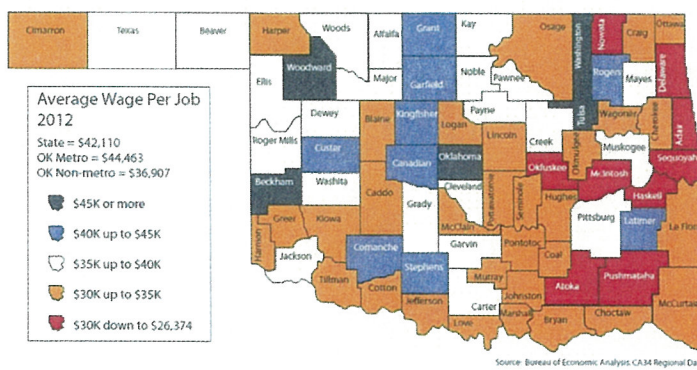 Cimarron
Texas
Beaver
Harper
Woods
Alfalfa
Grant
Kay
Osage
Washington
Nowata
Craig
Ottawa
Woodward
Ellis
Major
Garfield
Noble
Pawnee
Rogers
Mayes
Delaware
Average Wage Per Job
2012
State = $42,110
OK Metro = $44,463
OK Non-metro = $36,907
$45K or more
$40K up to $45K
$35K up to $40K
$30K up to $35K
$30K down to $26,374
Dewey
Blaine
Kingfisher
Logan
Payne
Tulsa
Wagoner
Cherokee
Adair
Roger Mills
Custer
Canadian
Oklahoma
Lincoln
Creek
Okmulgee
Muskogee
Sequoyah
Beckham
Washita
Caddo
Grady
Cleveland
Pottawatomie
Seminole
Okfuskee
McIntosh
Haskell
Hughes
Pittsburg
Latimer
Le Flor
Greer
Kiowa
Harmon
Jackson
Comanche
Stephens
McClain
Garvin
Pontotoc
Coal
Tillman
Cotton
Jefferson
Murray
Johnston
Atoka
Pushmataha
Carter
Love
Marshall
Bryan
Choctaw
McCurtai
Source: Bureau of Economic Analysis CA34 Regional Da